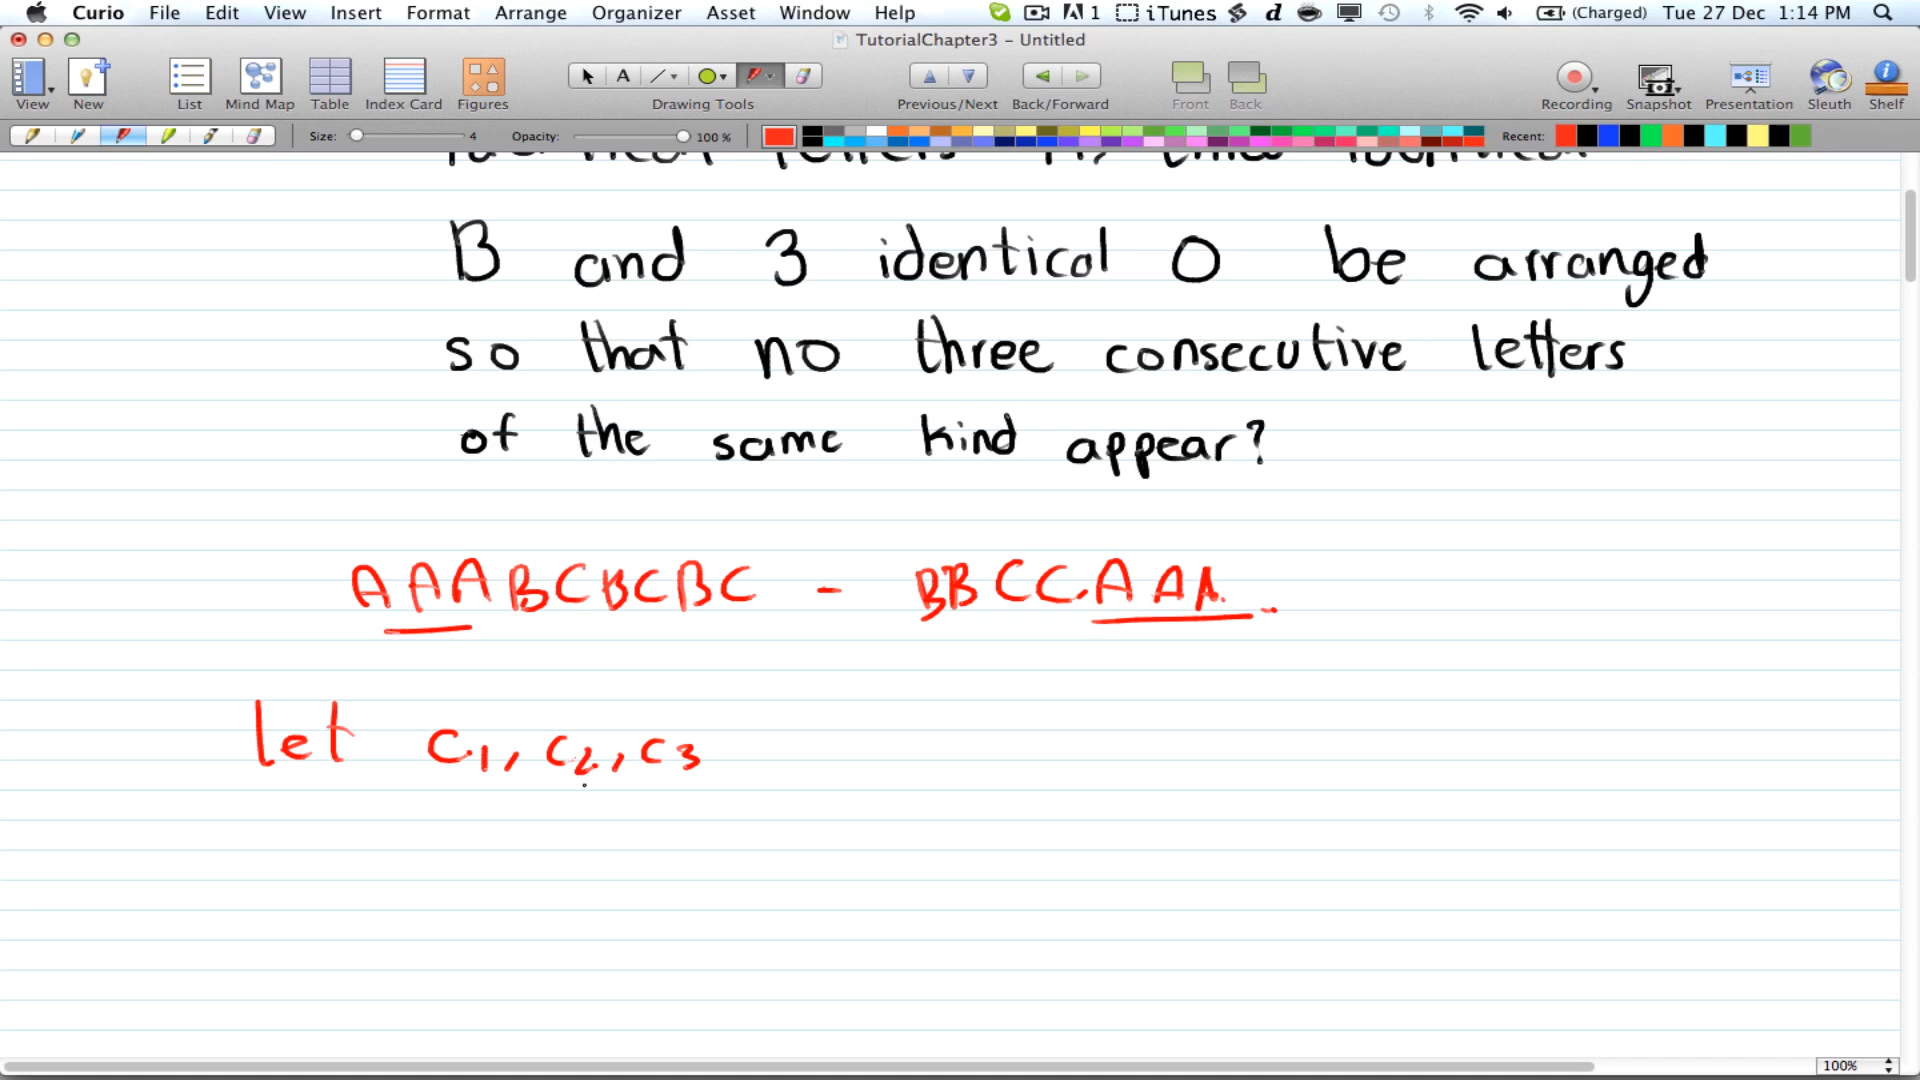 Curio File Edit View Insert Format Arrange Organizer Asset Window Help 1 iTunes d (Charged) Tue 27 Dec 1:14 PM
TutorialChapter3 – Untitled
View New List Mind Map Table Index Card Figures Drawing Tools Previous/Next Back/Forward Front Back Recording Snapshot Presentation Sleuth Shelf
Size: 4 Opacity: 100 % Recent:
B and 3 identical O be arranged
so that no three consecutive letters
of the same kind appear?
AAABCBCBC – BBCC.AAA.
let C1, C2, C3
100%